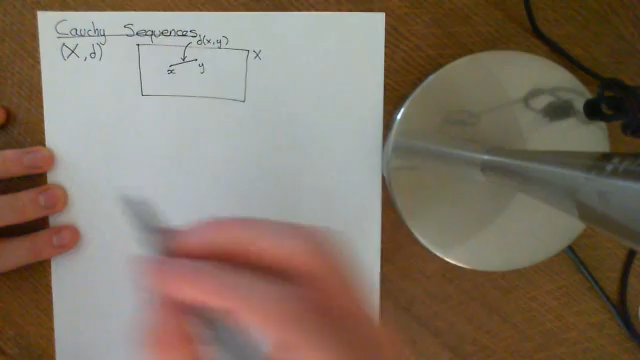 Cauchy Sequences
(X, d)
d(x,y)
X
x y